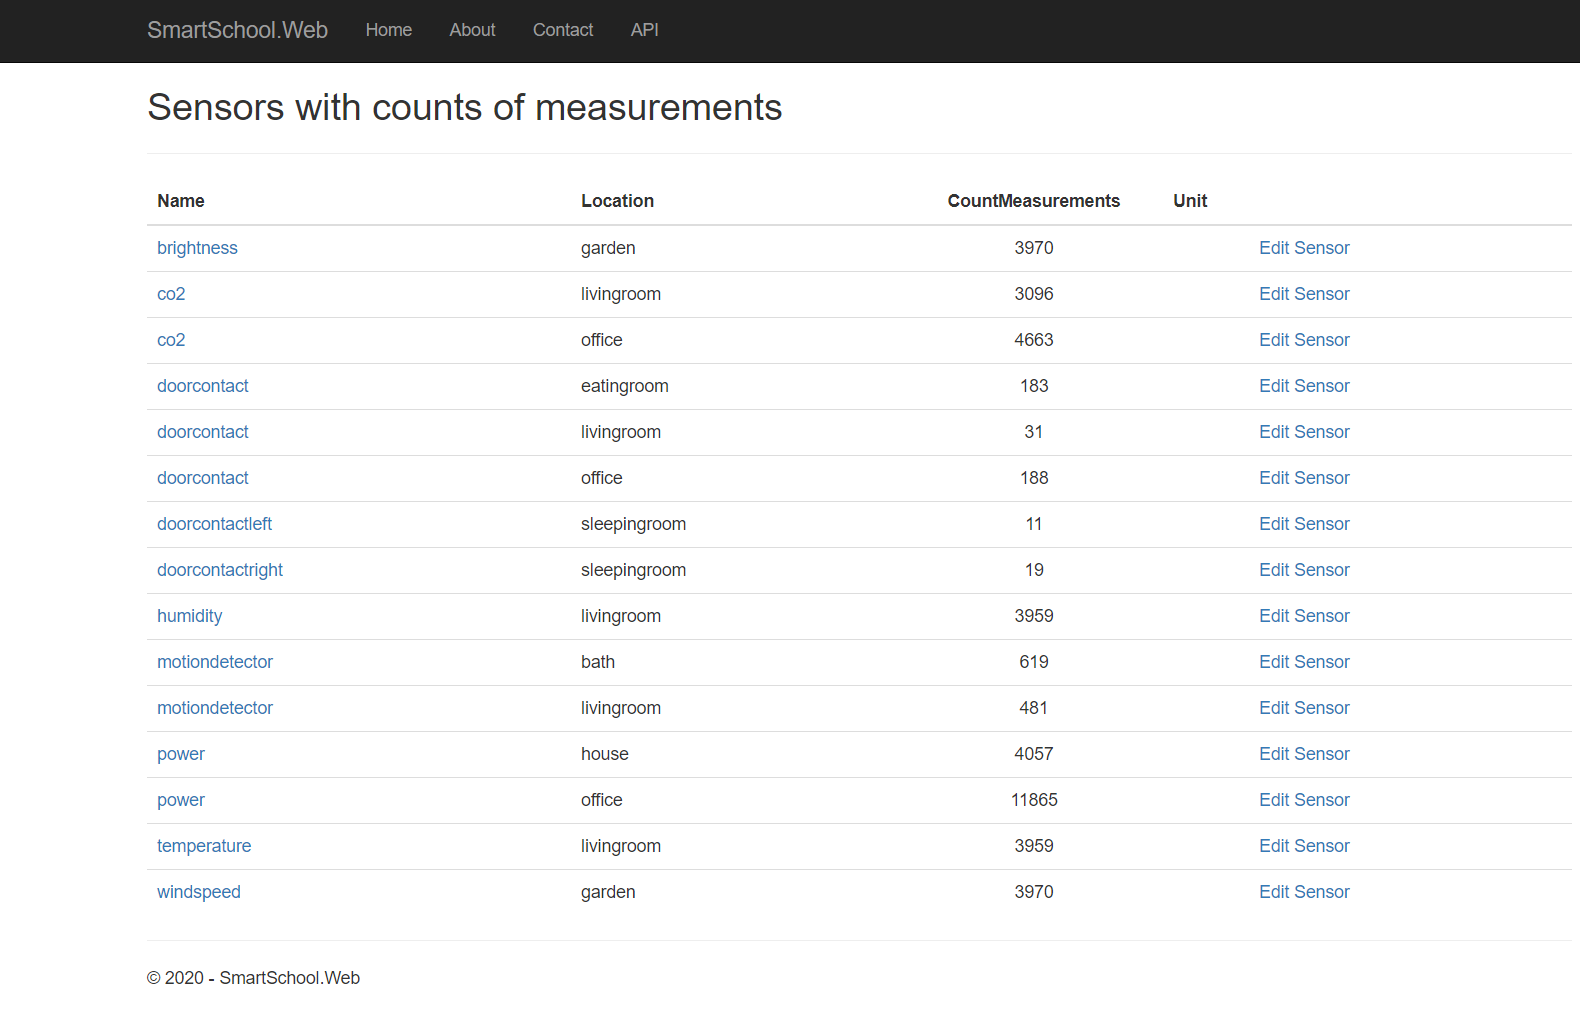 SmartSchool.Web Home About Contact API
Sensors with counts of measurements
Name Location CountMeasurements Unit
brightness garden 3970 Edit Sensor
co2 livingroom 3096 Edit Sensor
co2 office 4663 Edit Sensor
doorcontact eatingroom 183 Edit Sensor
doorcontact livingroom 31 Edit Sensor
doorcontact office 188 Edit Sensor
doorcontactleft sleepingroom 11 Edit Sensor
doorcontactright sleepingroom 19 Edit Sensor
humidity livingroom 3959 Edit Sensor
motiondetector bath 619 Edit Sensor
motiondetector livingroom 481 Edit Sensor
power house 4057 Edit Sensor
power office 11865 Edit Sensor
temperature livingroom 3959 Edit Sensor
windspeed garden 3970 Edit Sensor
© 2020 - SmartSchool.Web